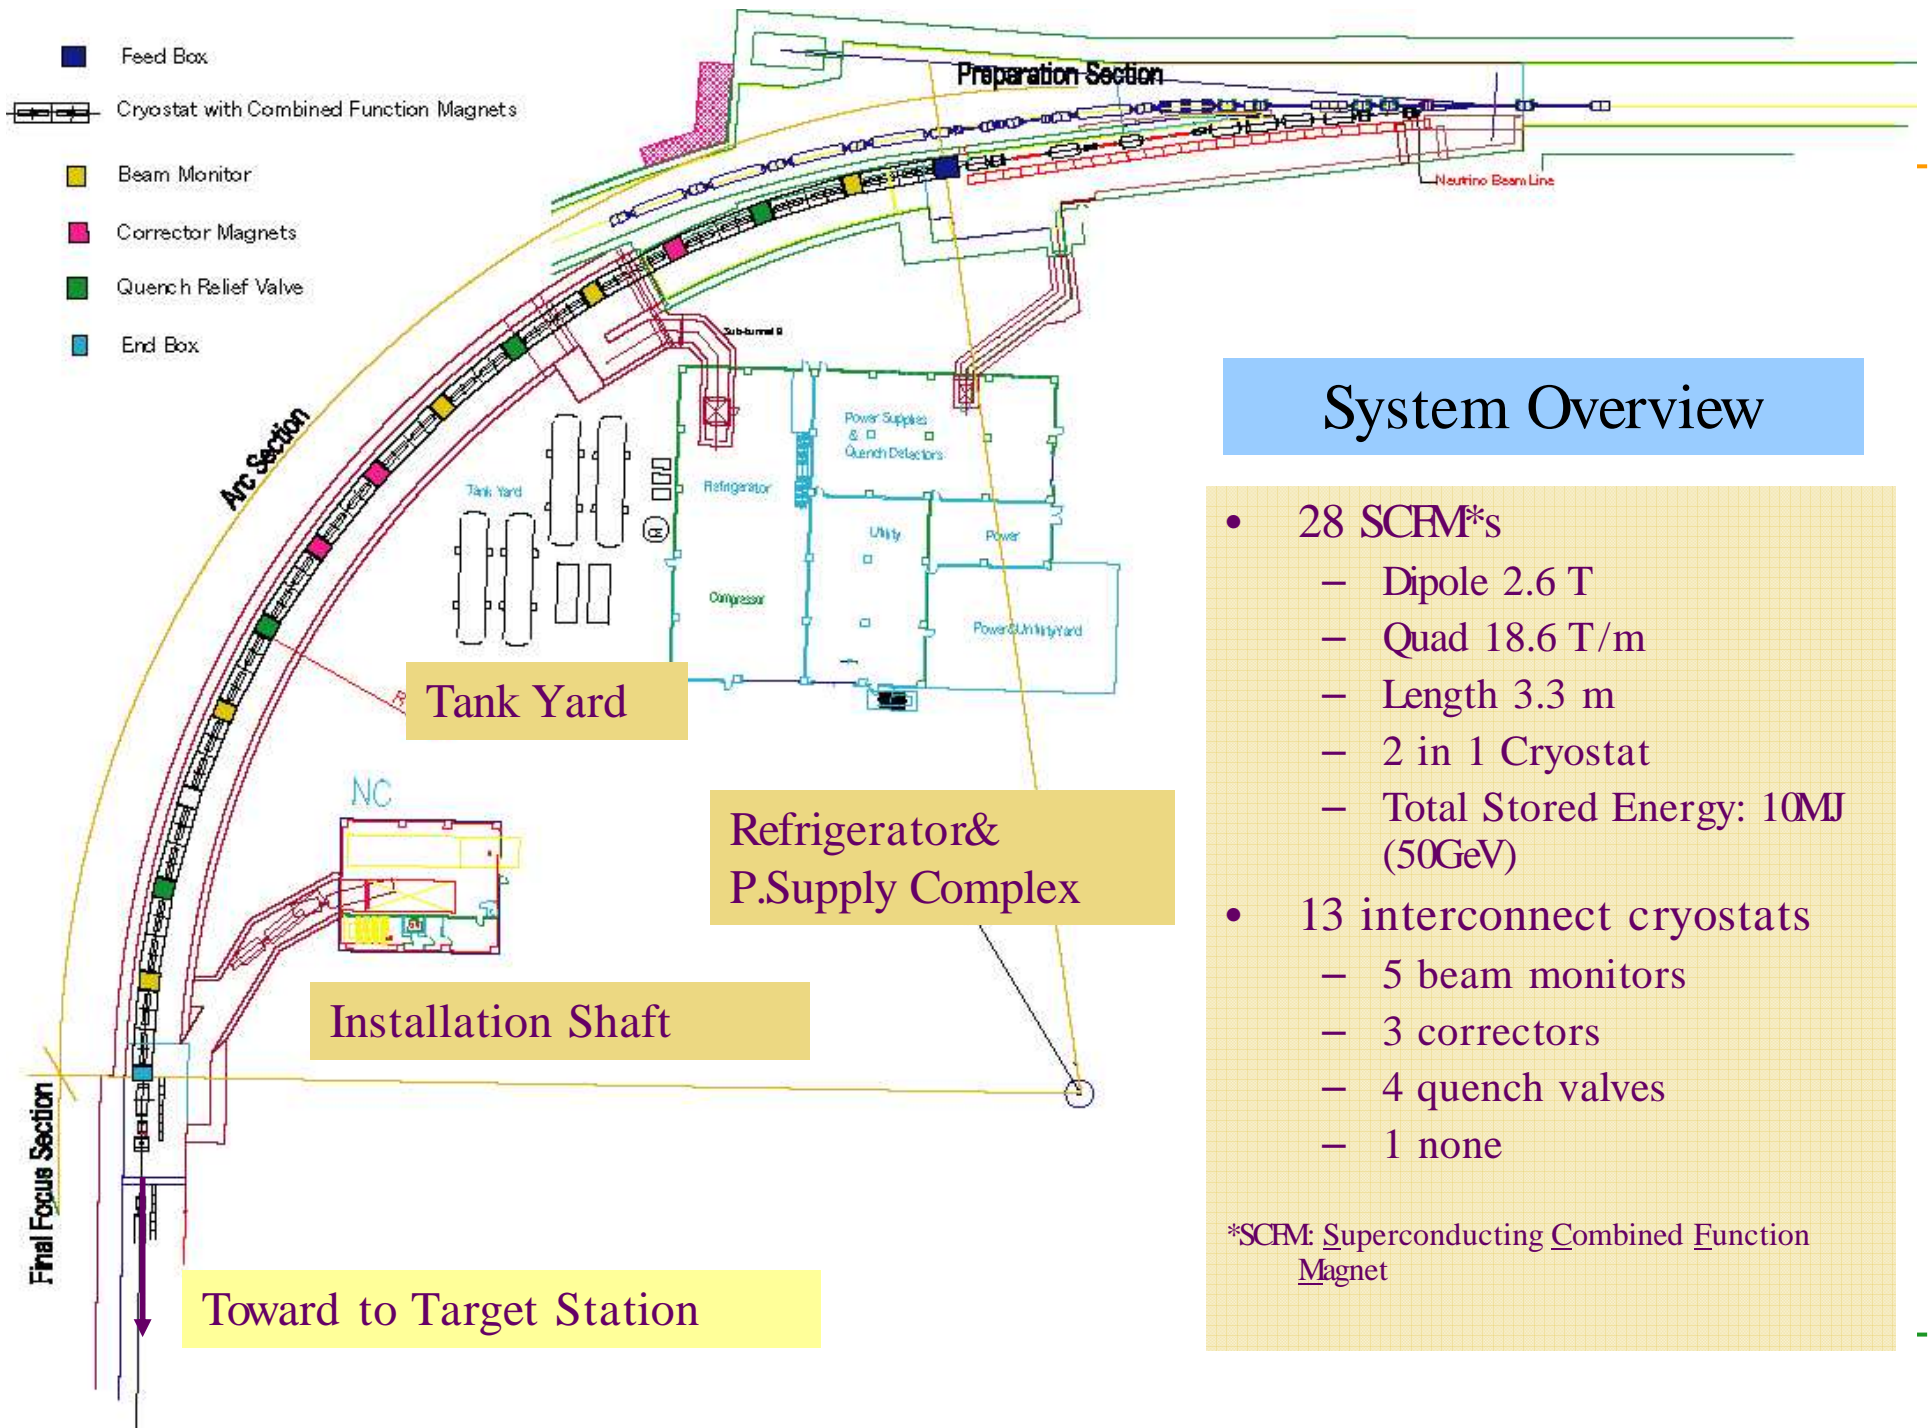 Feed Box
Cryostat with Combined Function Magnets
Beam Monitor
Corrector Magnets
Quench Relief Valve
End Box
Preparation Section
Neutrino Beam Line
Arc Section
Sub-tunnel B
Tank Yard
Refrigerator
Compressor
Power Supplies
&
Quench Detectors
Utility
Power
Power&UtilityYard
R
Tank Yard
NC
Refrigerator&
P.Supply Complex
Installation Shaft
Final Focus Section
Toward to Target Station
System Overview
• 28 SCFM*s
– Dipole 2.6 T
– Quad 18.6 T/m
– Length 3.3 m
– 2 in 1 Cryostat
– Total Stored Energy: 10MJ
(50GeV)
• 13 interconnect cryostats
– 5 beam monitors
– 3 correctors
– 4 quench valves
– 1 none
*SCFM: Superconducting Combined Function
Magnet